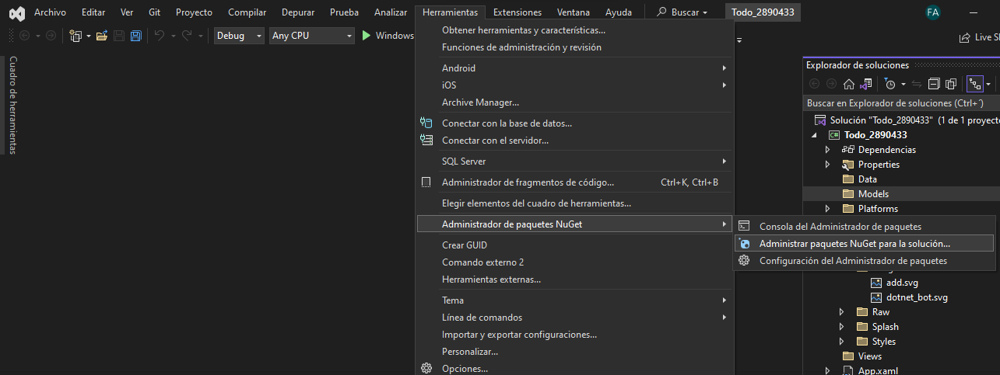 Archivo Editar Ver Git Proyecto Compilar Depurar Prueba Analizar Herramientas Extensiones Ventana Ayuda Buscar Todo_2890433 FA
Debug Any CPU Windows Live S
Cuadro de herramientas
Obtener herramientas y características...
Funciones de administración y revisión
Android
iOS
Archive Manager...
Conectar con la base de datos...
Conectar con el servidor...
SQL Server
Administrador de fragmentos de código... Ctrl+K, Ctrl+B
Elegir elementos del cuadro de herramientas...
Administrador de paquetes NuGet
Crear GUID
Comando externo 2
Herramientas externas...
Tema
Línea de comandos
Importar y exportar configuraciones...
Personalizar...
Opciones...
Consola del Administrador de paquetes
Administrar paquetes NuGet para la solución...
Configuración del Administrador de paquetes
Explorador de soluciones
Buscar en Explorador de soluciones (Ctrl+´)
Solución "Todo_2890433" (1 de 1 proyecto
C# Todo_2890433
Dependencias
Properties
Data
Models
Platforms
add.svg
dotnet_bot.svg
Raw
Splash
Styles
Views
App.xaml